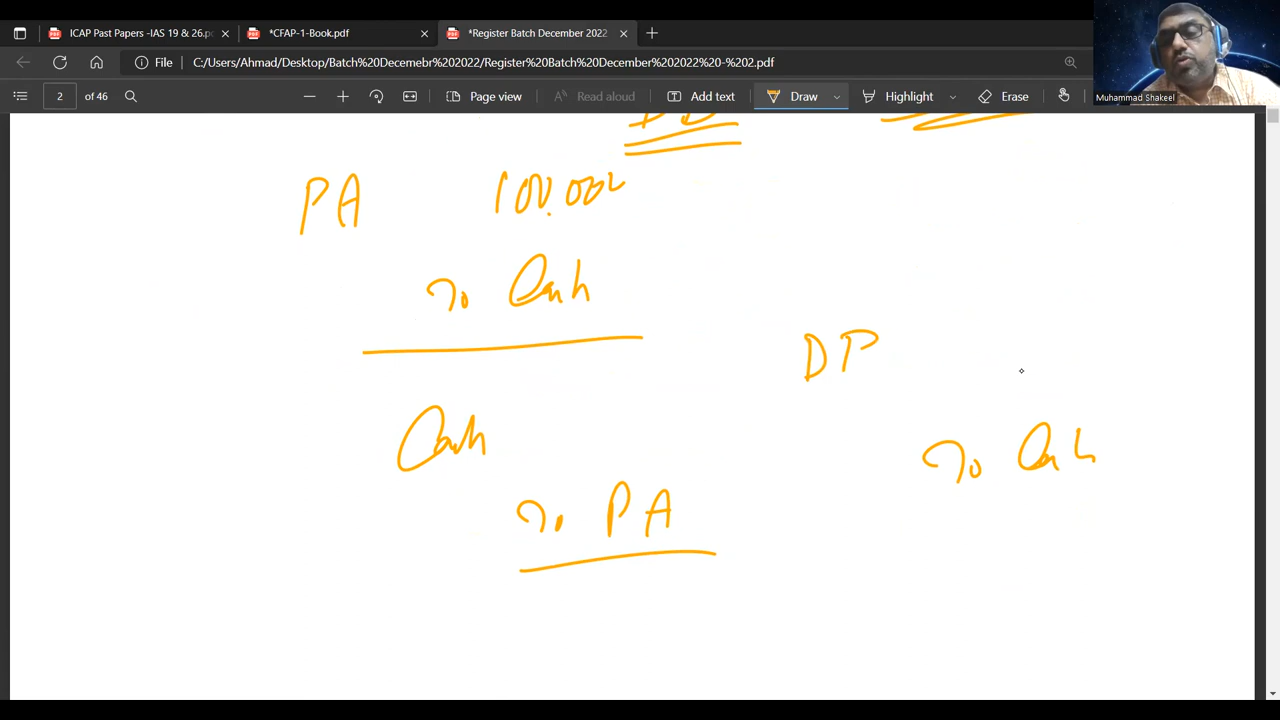 ICAP Past Papers -IAS 19 & 26.pd
*CFAP-1-Book.pdf
*Register Batch December 2022
File
C:/Users/Ahmad/Desktop/Batch%20Decemebr%202022/Register%20Batch%20December%202022%20-%202.pdf
2 of 46
Page view
Read aloud
Add text
Draw
Highlight
Erase
Muhammad Shakeel
PA 100.000
To Cash
DP
Cash
To Cash
To PA